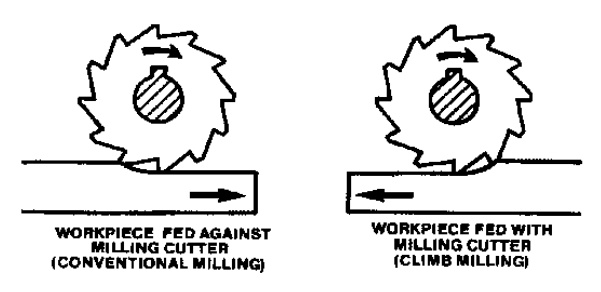 WORKPIECE FED AGAINST
MILLING CUTTER
(CONVENTIONAL MILLING)
WORKPIECE FED WITH
MILLING CUTTER
(CLIMB MILLING)